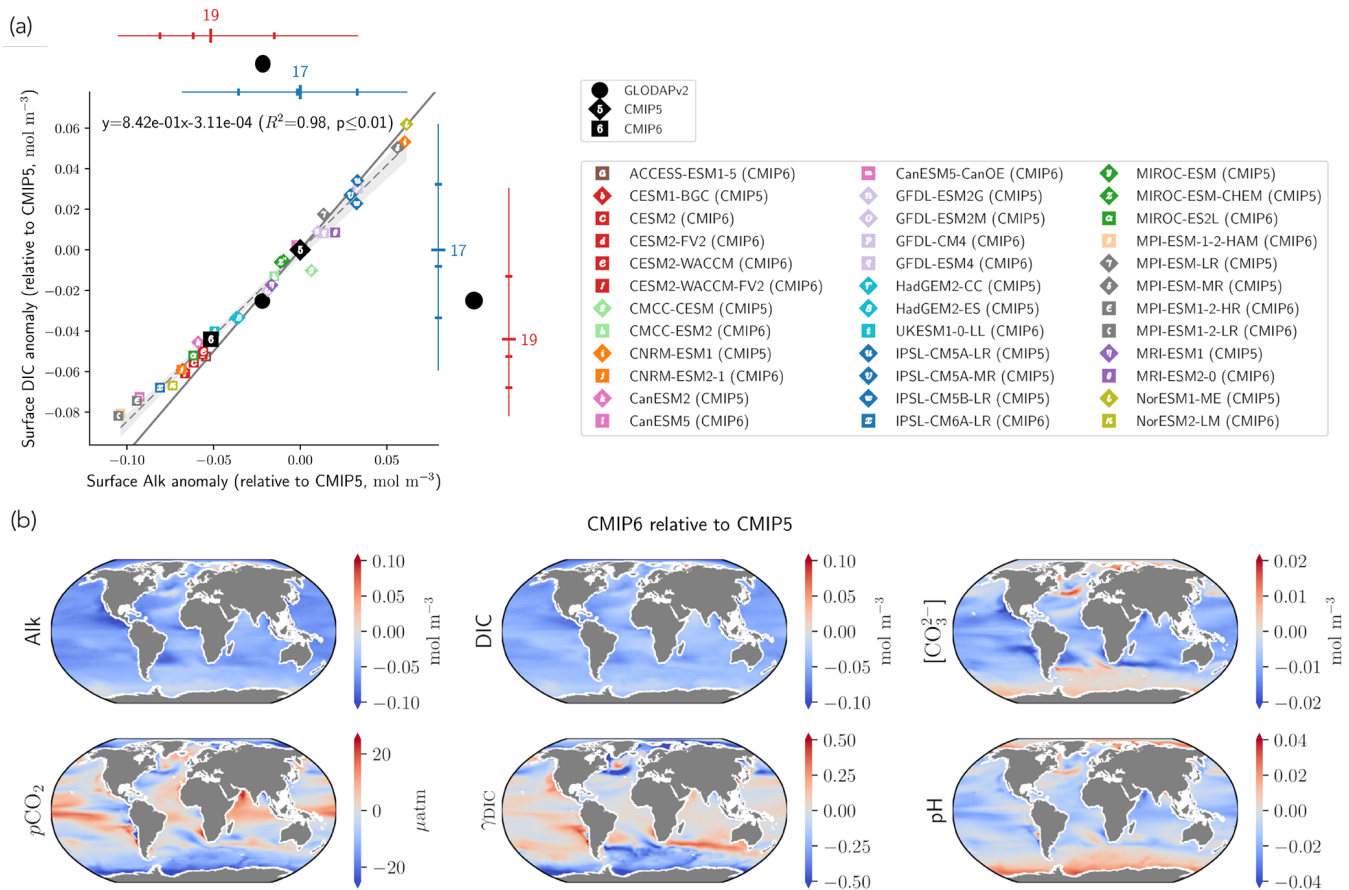 (a)
19
17
y=8.42e-01x-3.11e-04 (R²=0.98, p≤0.01)
Surface DIC anomaly (relative to CMIP5, mol m⁻³)
0.06
0.04
0.02
0.00
−0.02
−0.04
−0.06
−0.08
−0.10
−0.05
0.00
0.05
Surface Alk anomaly (relative to CMIP5, mol m⁻³)
5
6
17
19
GLODAPv2
5 CMIP5
6 CMIP6
a ACCESS-ESM1-5 (CMIP6)
b CESM1-BGC (CMIP5)
c CESM2 (CMIP6)
d CESM2-FV2 (CMIP6)
e CESM2-WACCM (CMIP6)
f CESM2-WACCM-FV2 (CMIP6)
g CMCC-CESM (CMIP5)
h CMCC-ESM2 (CMIP6)
i CNRM-ESM1 (CMIP5)
j CNRM-ESM2-1 (CMIP6)
k CanESM2 (CMIP5)
l CanESM5 (CMIP6)
m CanESM5-CanOE (CMIP6)
n GFDL-ESM2G (CMIP5)
o GFDL-ESM2M (CMIP5)
p GFDL-CM4 (CMIP6)
q GFDL-ESM4 (CMIP6)
r HadGEM2-CC (CMIP5)
s HadGEM2-ES (CMIP5)
t UKESM1-0-LL (CMIP6)
u IPSL-CM5A-LR (CMIP5)
v IPSL-CM5A-MR (CMIP5)
w IPSL-CM5B-LR (CMIP5)
x IPSL-CM6A-LR (CMIP6)
y MIROC-ESM (CMIP5)
z MIROC-ESM-CHEM (CMIP5)
α MIROC-ES2L (CMIP6)
β MPI-ESM-1-2-HAM (CMIP6)
γ MPI-ESM-LR (CMIP5)
δ MPI-ESM-MR (CMIP5)
ε MPI-ESM1-2-HR (CMIP6)
ζ MPI-ESM1-2-LR (CMIP6)
η MRI-ESM1 (CMIP5)
θ MRI-ESM2-0 (CMIP6)
ι NorESM1-ME (CMIP5)
κ NorESM2-LM (CMIP6)
(b)
CMIP6 relative to CMIP5
Alk
0.10
0.05
0.00
−0.05
−0.10
mol m⁻³
DIC
0.10
0.05
0.00
−0.05
−0.10
mol m⁻³
[CO₃²⁻]
0.02
0.01
0.00
−0.01
−0.02
mol m⁻³
pCO₂
20
0
−20
μatm
γDIC
0.50
0.25
0.00
−0.25
−0.50
pH
0.04
0.02
0.00
−0.02
−0.04